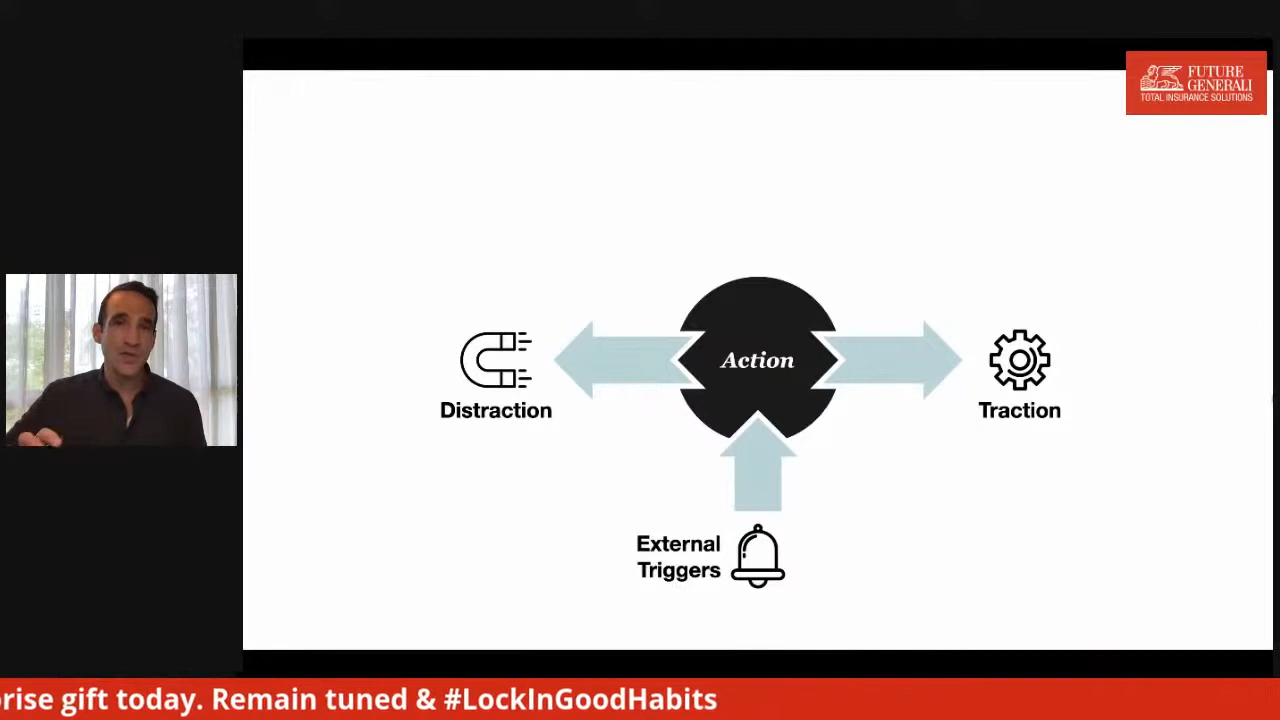 FUTURE
GENERALI
TOTAL INSURANCE SOLUTIONS
Action
Distraction
Traction
External
Triggers
rise gift today. Remain tuned & #LockInGoodHabits